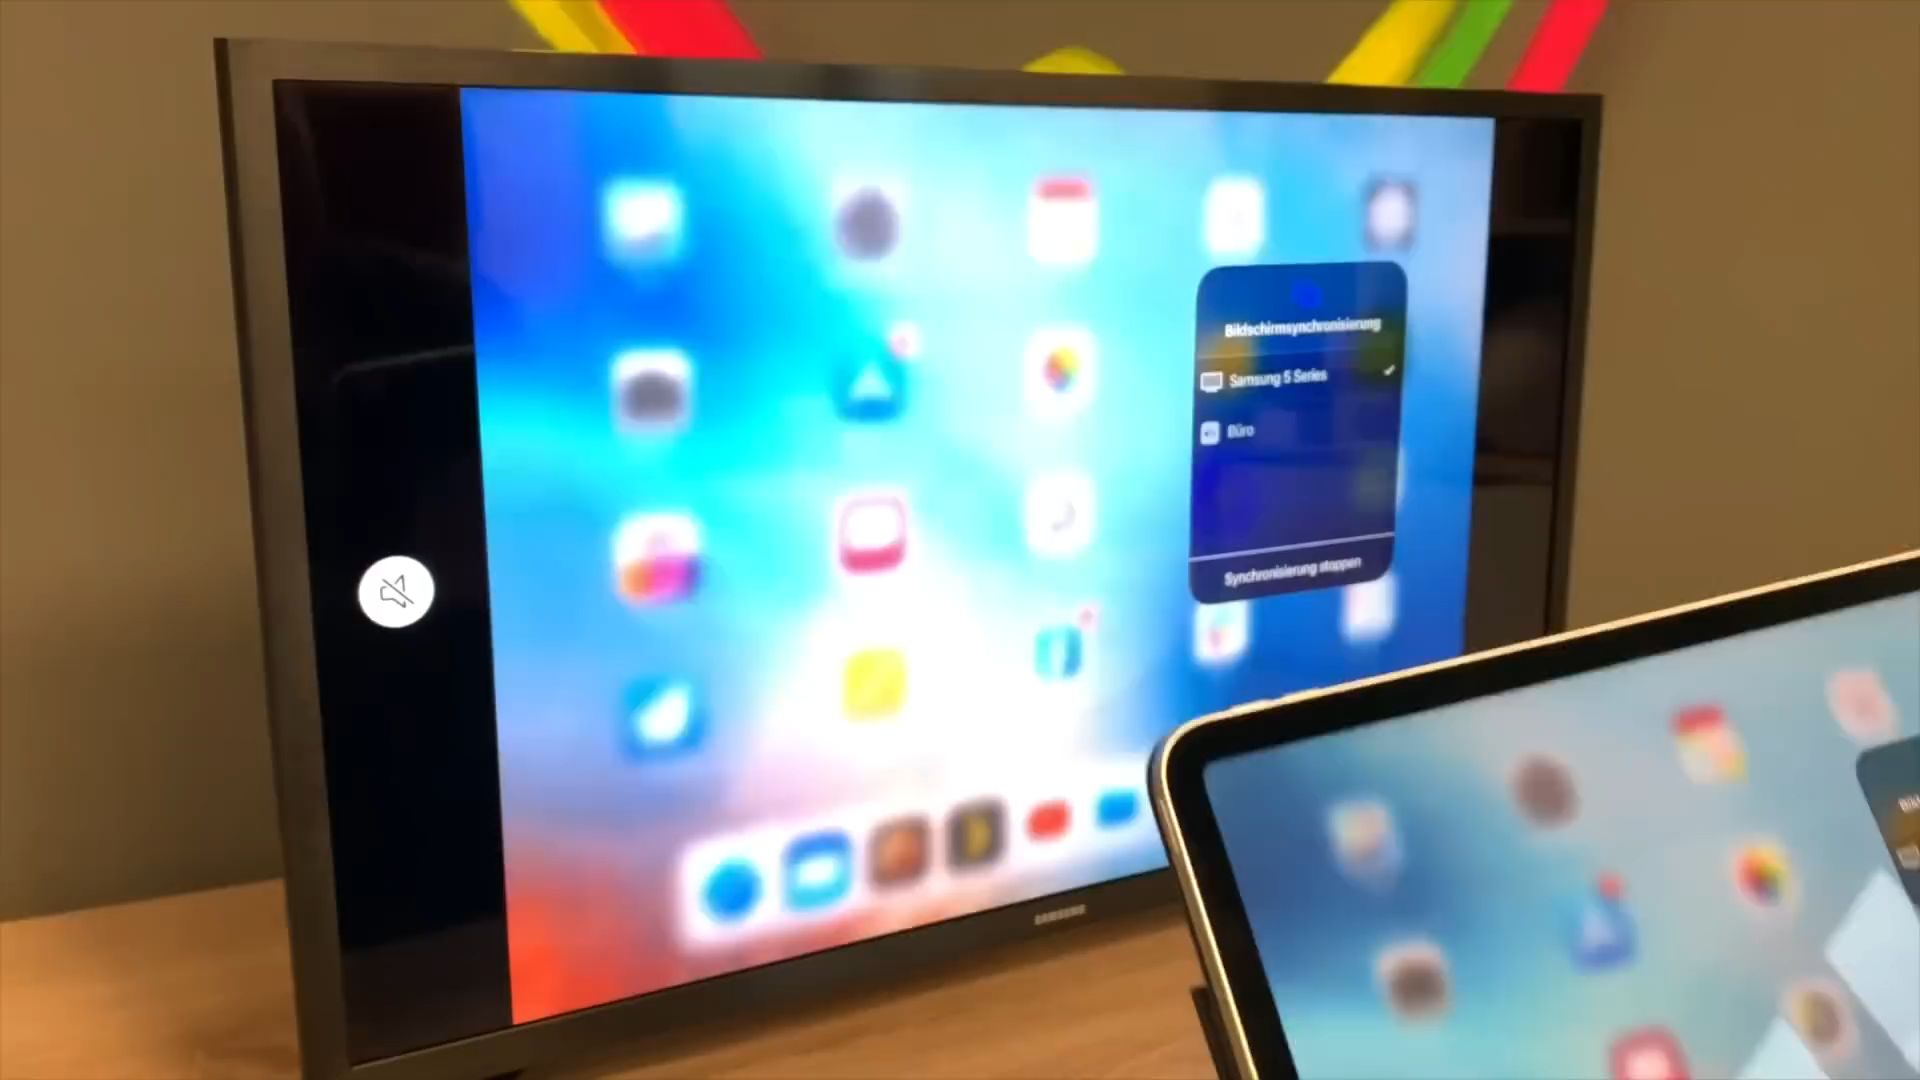 Bildschirmsynchronisierung
Samsung 5 Series
Büro
Synchronisierung stoppen
SAMSUNG